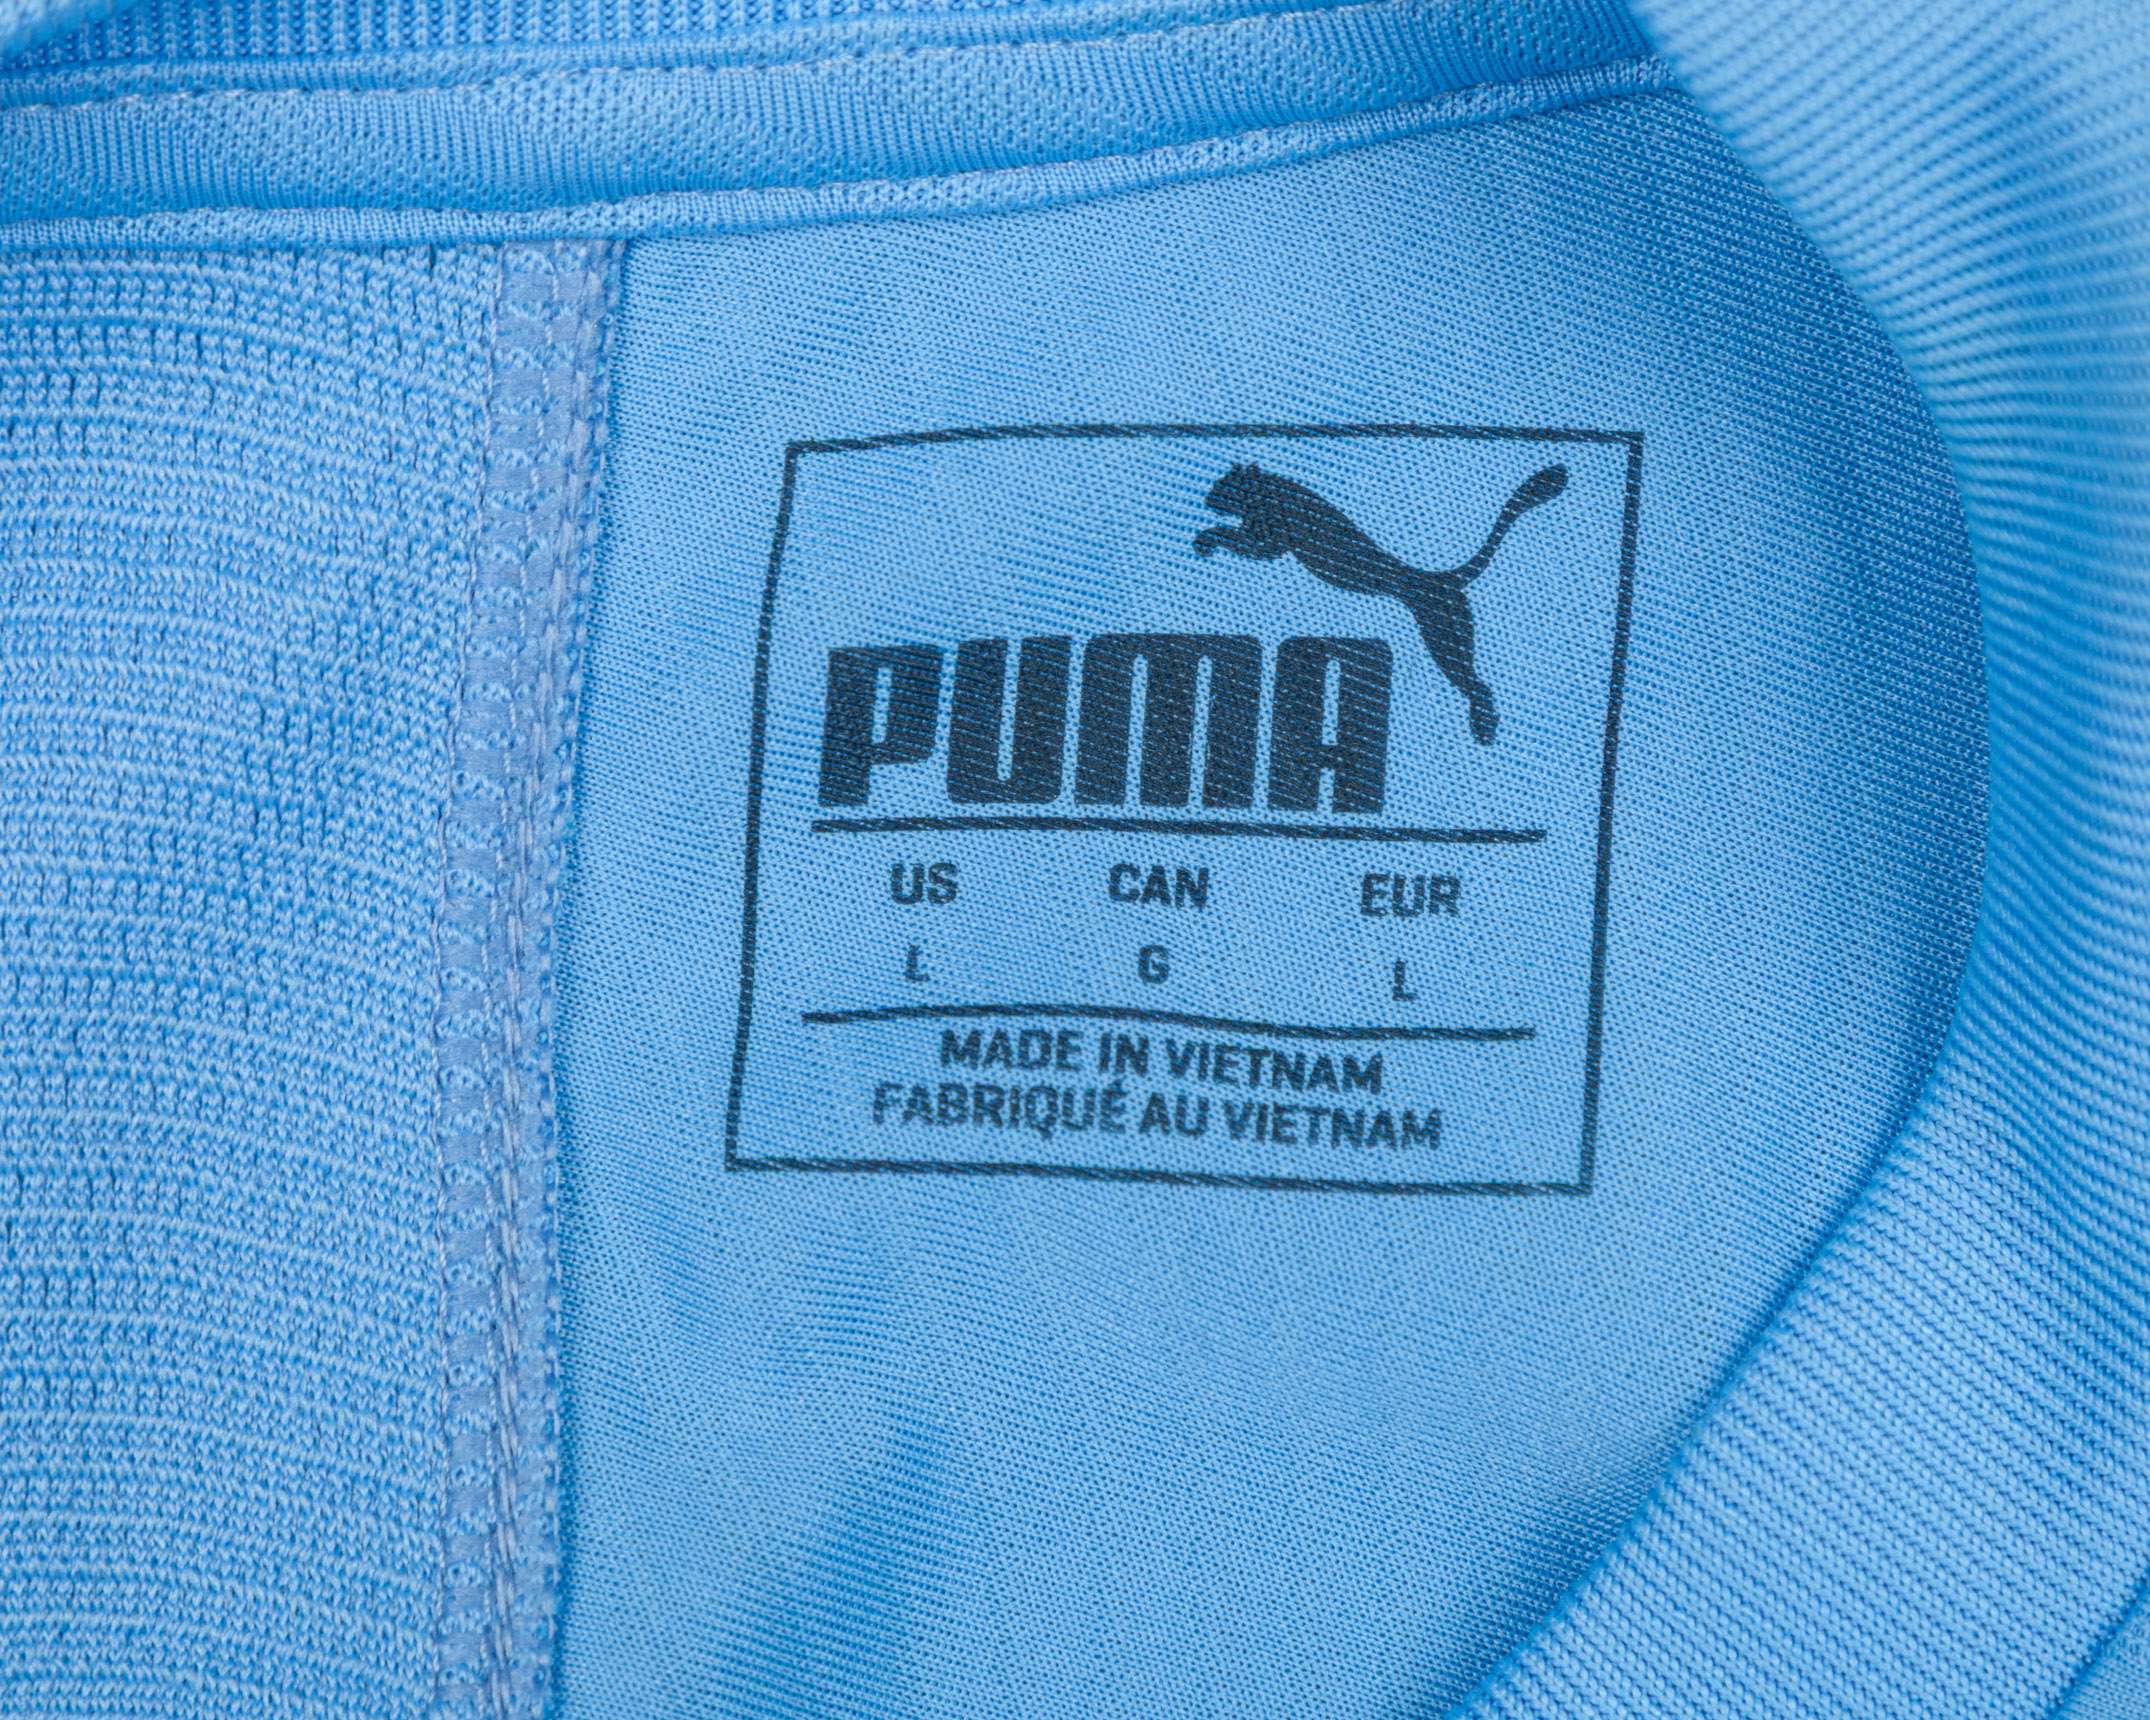 PUMA
US CAN EUR
L G L
MADE IN VIETNAM
FABRIQUÉ AU VIETNAM